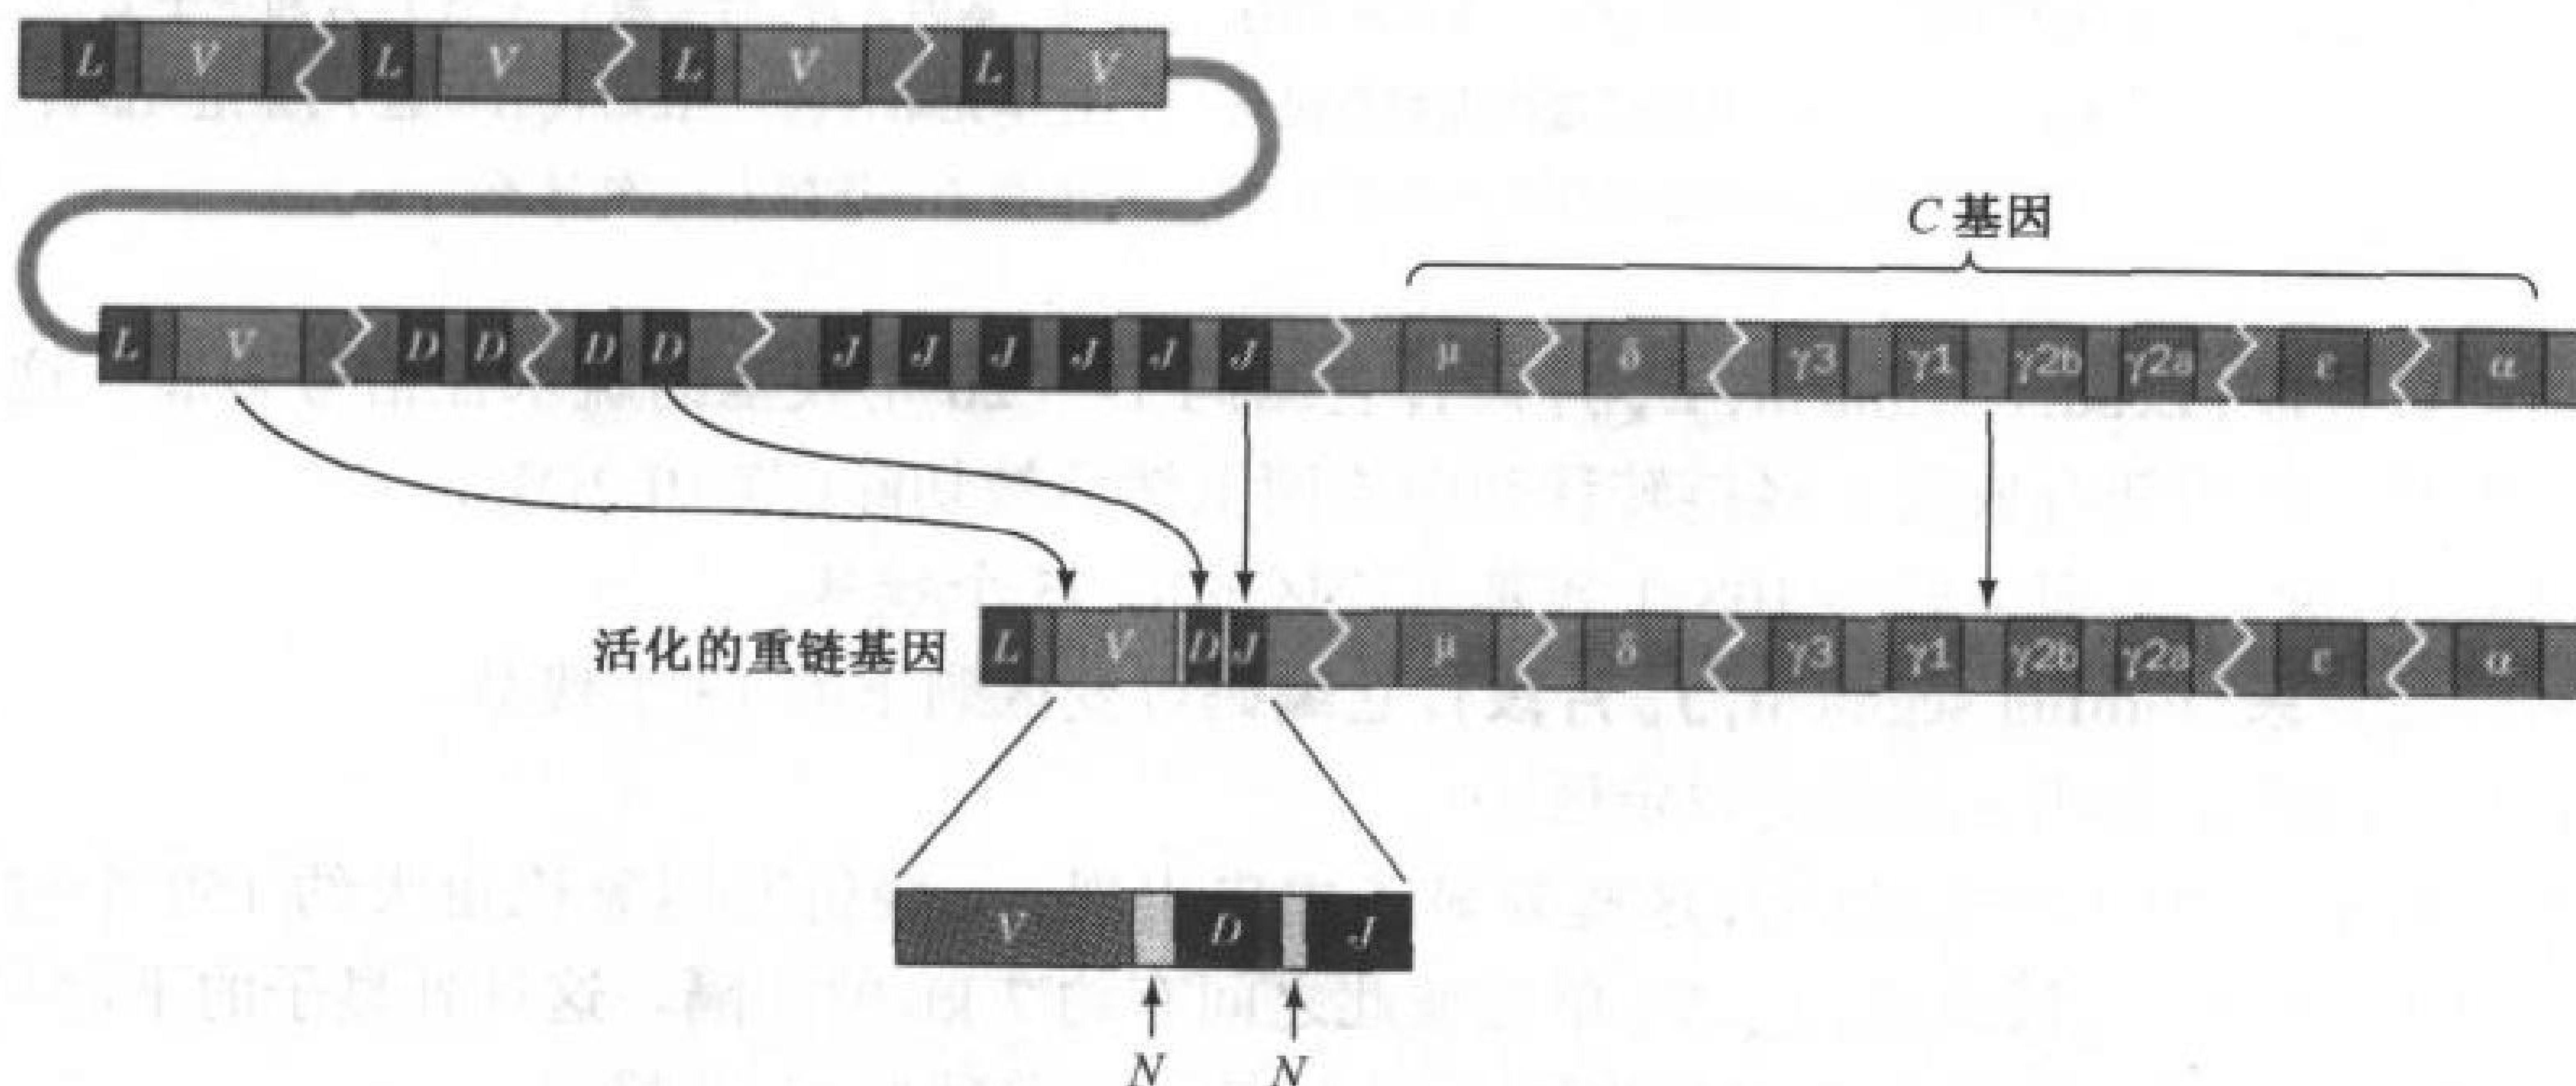 L V L V L V L V
C 基因
L V D D D D J J J J J J μ δ γ3 γ1 γ2b γ2a ε α
活化的重链基因 L V D J μ δ γ3 γ1 γ2b γ2a ε α
V D J
N N